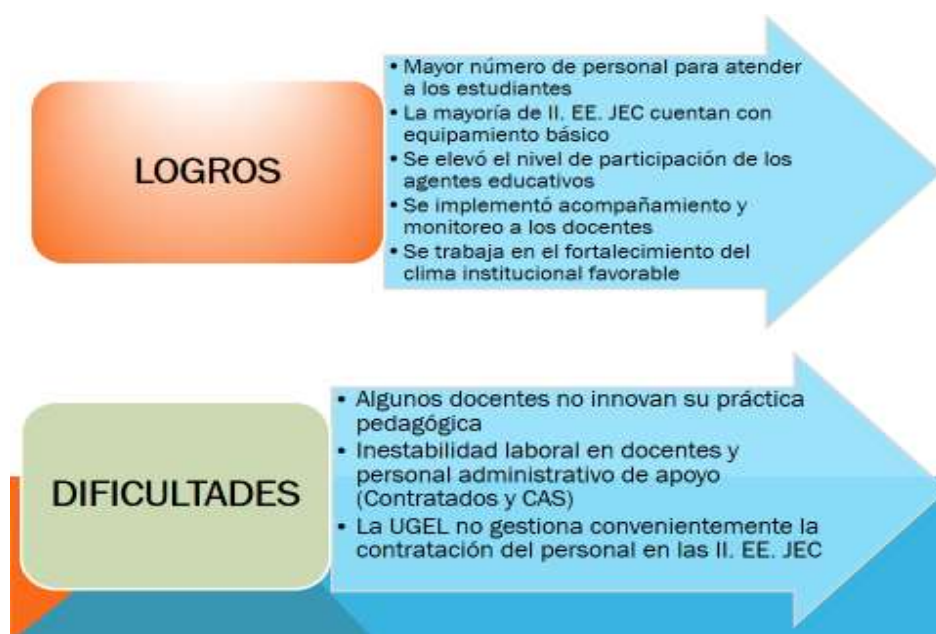 LOGROS
• Mayor número de personal para atender
a los estudiantes
• La mayoría de II. EE. JEC cuentan con
equipamiento básico
• Se elevó el nivel de participación de los
agentes educativos
• Se implementó acompañamiento y
monitoreo a los docentes
• Se trabaja en el fortalecimiento del
clima institucional favorable
DIFICULTADES
• Algunos docentes no innovan su práctica
pedagógica
• Inestabilidad laboral en docentes y
personal administrativo de apoyo
(Contratados y CAS)
• La UGEL no gestiona convenientemente la
contratación del personal en las II. EE. JEC